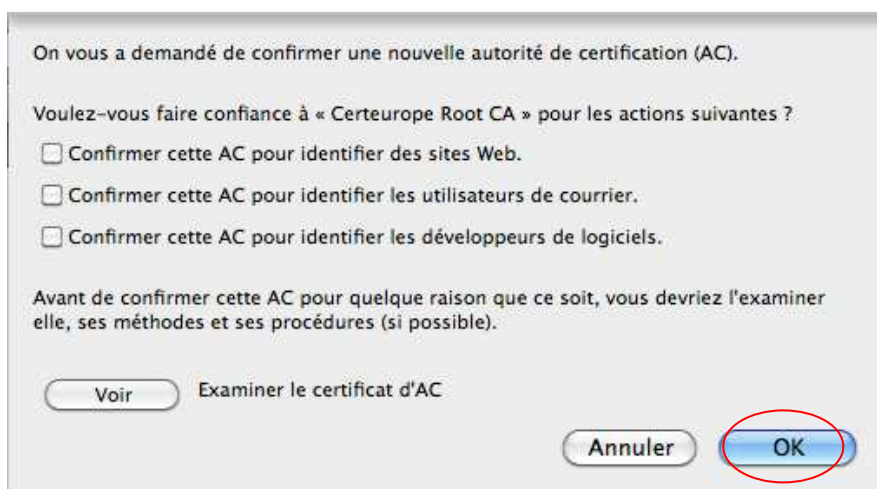 On vous a demandé de confirmer une nouvelle autorité de certification (AC).
Voulez-vous faire confiance à « Certeurope Root CA » pour les actions suivantes ?
Confirmer cette AC pour identifier des sites Web.
Confirmer cette AC pour identifier les utilisateurs de courrier.
Confirmer cette AC pour identifier les développeurs de logiciels.
Avant de confirmer cette AC pour quelque raison que ce soit, vous devriez l'examiner
elle, ses méthodes et ses procédures (si possible).
Voir Examiner le certificat d'AC
Annuler OK